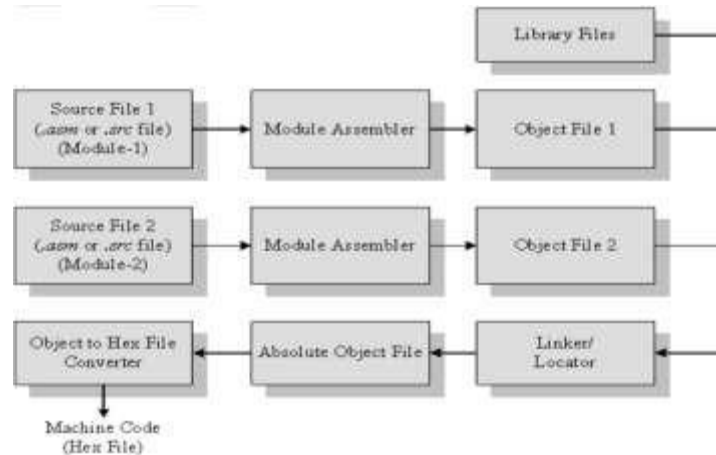 Library Files
Source File 1
(.asm or .src file)
(Module-1)
Module Assembler
Object File 1
Source File 2
(.asm or .src file)
(Module-2)
Module Assembler
Object File 2
Object to Hex File
Converter
Absolute Object File
Linker/
Locator
Machine Code
(Hex File)